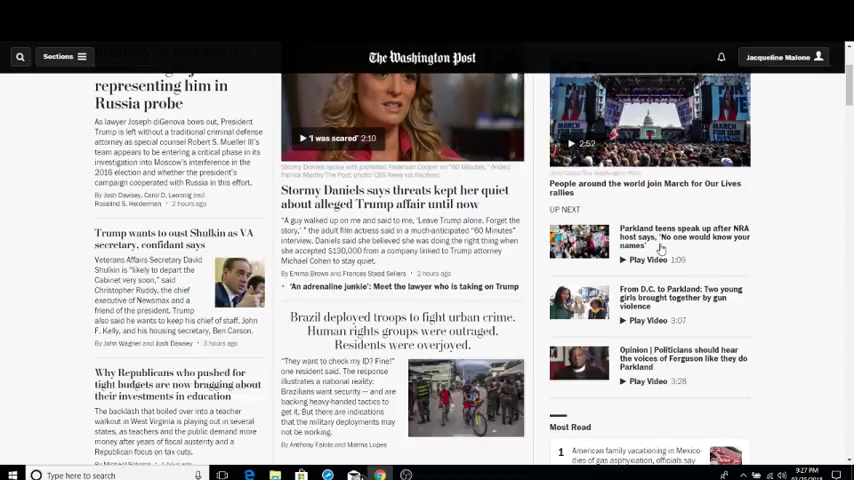 Sections
The Washington Post
Jacqueline Malone
representing him in
Russia probe
As lawyer Joseph diGenova bows out, President
Trump is left without a traditional criminal defense
attorney as special counsel Robert S. Mueller III's
team appears to be entering a critical phase in its
investigation into Moscow's interference in the
2016 election and whether the president's
campaign cooperated with Russia in this effort.
By Josh Dawsey, Carol D. Leonnig and
Rosalind S. Helderman • 2 hours ago
Trump wants to oust Shulkin as VA
secretary, confidant says
Veterans Affairs Secretary David
Shulkin is "likely to depart the
Cabinet very soon," said
Christopher Ruddy, the chief
executive of Newsmax and a
friend of the president. Trump
also said he wants to keep his chief of staff, John
F. Kelly, and his housing secretary, Ben Carson.
By John Wagner and Josh Dawsey • 3 hours ago
Why Republicans who pushed for
tight budgets are now bragging about
their investments in education
The backlash that boiled over into a teacher
walkout in West Virginia is playing out in several
states, as teachers and the public demand more
money after years of fiscal austerity and a
Republican focus on tax cuts.
'I was scared' 2:10
Stormy Daniels spoke with journalist Anderson Cooper on "60 Minutes." (Video:
Stormy Daniels says threats kept her quiet
about alleged Trump affair until now
"A guy walked up on me and said to me, 'Leave Trump alone. Forget the
story,' " the adult film actress said in a much-anticipated "60 Minutes"
interview. Daniels said she believed she was doing the right thing when
she accepted $130,000 from a company linked to Trump attorney
Michael Cohen to stay quiet.
By Emma Brown and Frances Stead Sellers • 2 hours ago
• 'An adrenaline junkie': Meet the lawyer who is taking on Trump
Brazil deployed troops to fight urban crime.
Human rights groups were outraged.
Residents were overjoyed.
"They want to check my ID? Fine!"
one resident said. The response
illustrates a national reality:
Brazilians want security — and are
backing heavy-handed tactics to
get it. But there are indications
that the military deployments may
not be working.
By Anthony Faiola and Marina Lopes
MARCH
2:52
People around the world join March for Our Lives
rallies
UP NEXT
Parkland teens speak up after NRA
host says, 'No one would know your
names'
Play Video 1:09
From D.C. to Parkland: Two young
girls brought together by gun
violence
Play Video 3:07
Opinion | Politicians should hear
the voices of Ferguson like they do
Parkland
Play Video 3:28
Most Read
1 American family vacationing in Mexico
dies of gas asphyxiation, officials say
Type here to search
9:27 PM